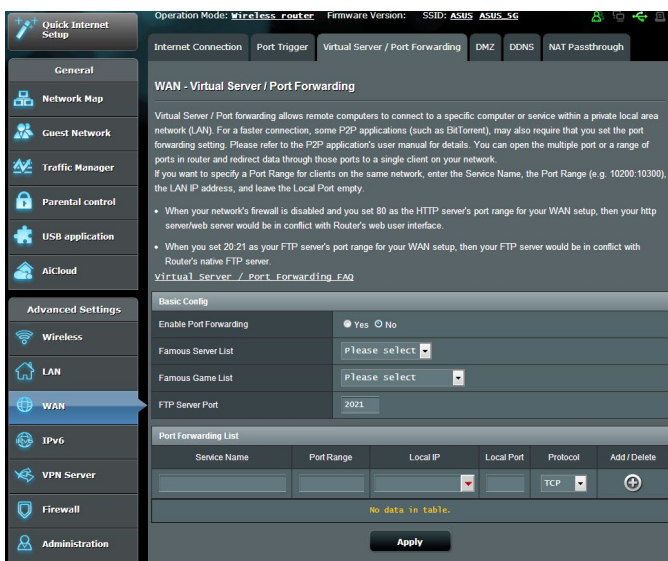 Quick Internet
Setup
General
Network Map
Guest Network
Traffic Manager
Parental control
USB application
AiCloud
Advanced Settings
Wireless
LAN
WAN
IPv6
VPN Server
Firewall
Administration
Operation Mode: Wireless router Firmware Version: SSID: ASUS ASUS_5G
Internet Connection Port Trigger Virtual Server / Port Forwarding DMZ DDNS NAT Passthrough
WAN - Virtual Server / Port Forwarding
Virtual Server / Port forwarding allows remote computers to connect to a specific computer or service within a private local area
network (LAN). For a faster connection, some P2P applications (such as BitTorrent), may also require that you set the port
forwarding setting. Please refer to the P2P application's user manual for details. You can open the multiple port or a range of
ports in router and redirect data through those ports to a single client on your network.
If you want to specify a Port Range for clients on the same network, enter the Service Name, the Port Range (e.g. 10200:10300),
the LAN IP address, and leave the Local Port empty.
• When your network's firewall is disabled and you set 80 as the HTTP server's port range for your WAN setup, then your http
server/web server would be in conflict with Router's web user interface.
• When you set 20:21 as your FTP server's port range for your WAN setup, then your FTP server would be in conflict with
Router's native FTP server.
Virtual Server / Port Forwarding FAQ
Basic Config
Enable Port Forwarding Yes No
Famous Server List Please select
Famous Game List Please select
FTP Server Port 2021
Port Forwarding List
Service Name Port Range Local IP Local Port Protocol Add / Delete
TCP
No data in table.
Apply